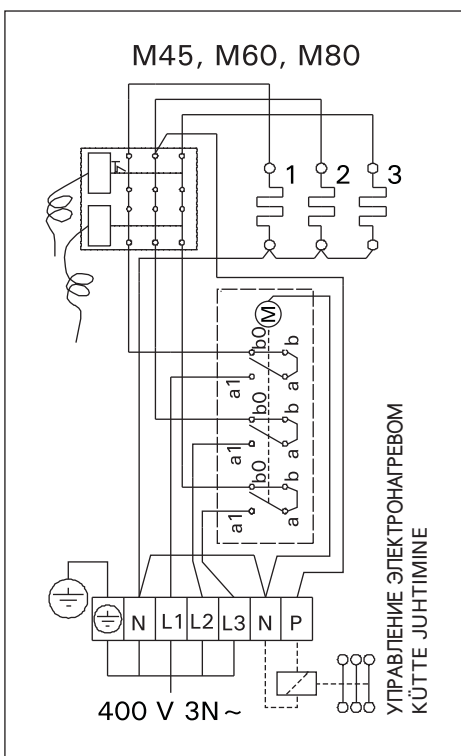 M45, M60, M80
1 2 3
M
b0 b
a1 a
b0 b
a1 a
b0 b
a1 a
N L1 L2 L3 N P
400 V 3N ~
УПРАВЛЕНИЕ ЭЛЕКТРОНАГРЕВОМ
KÜTTE JUHTIMINE